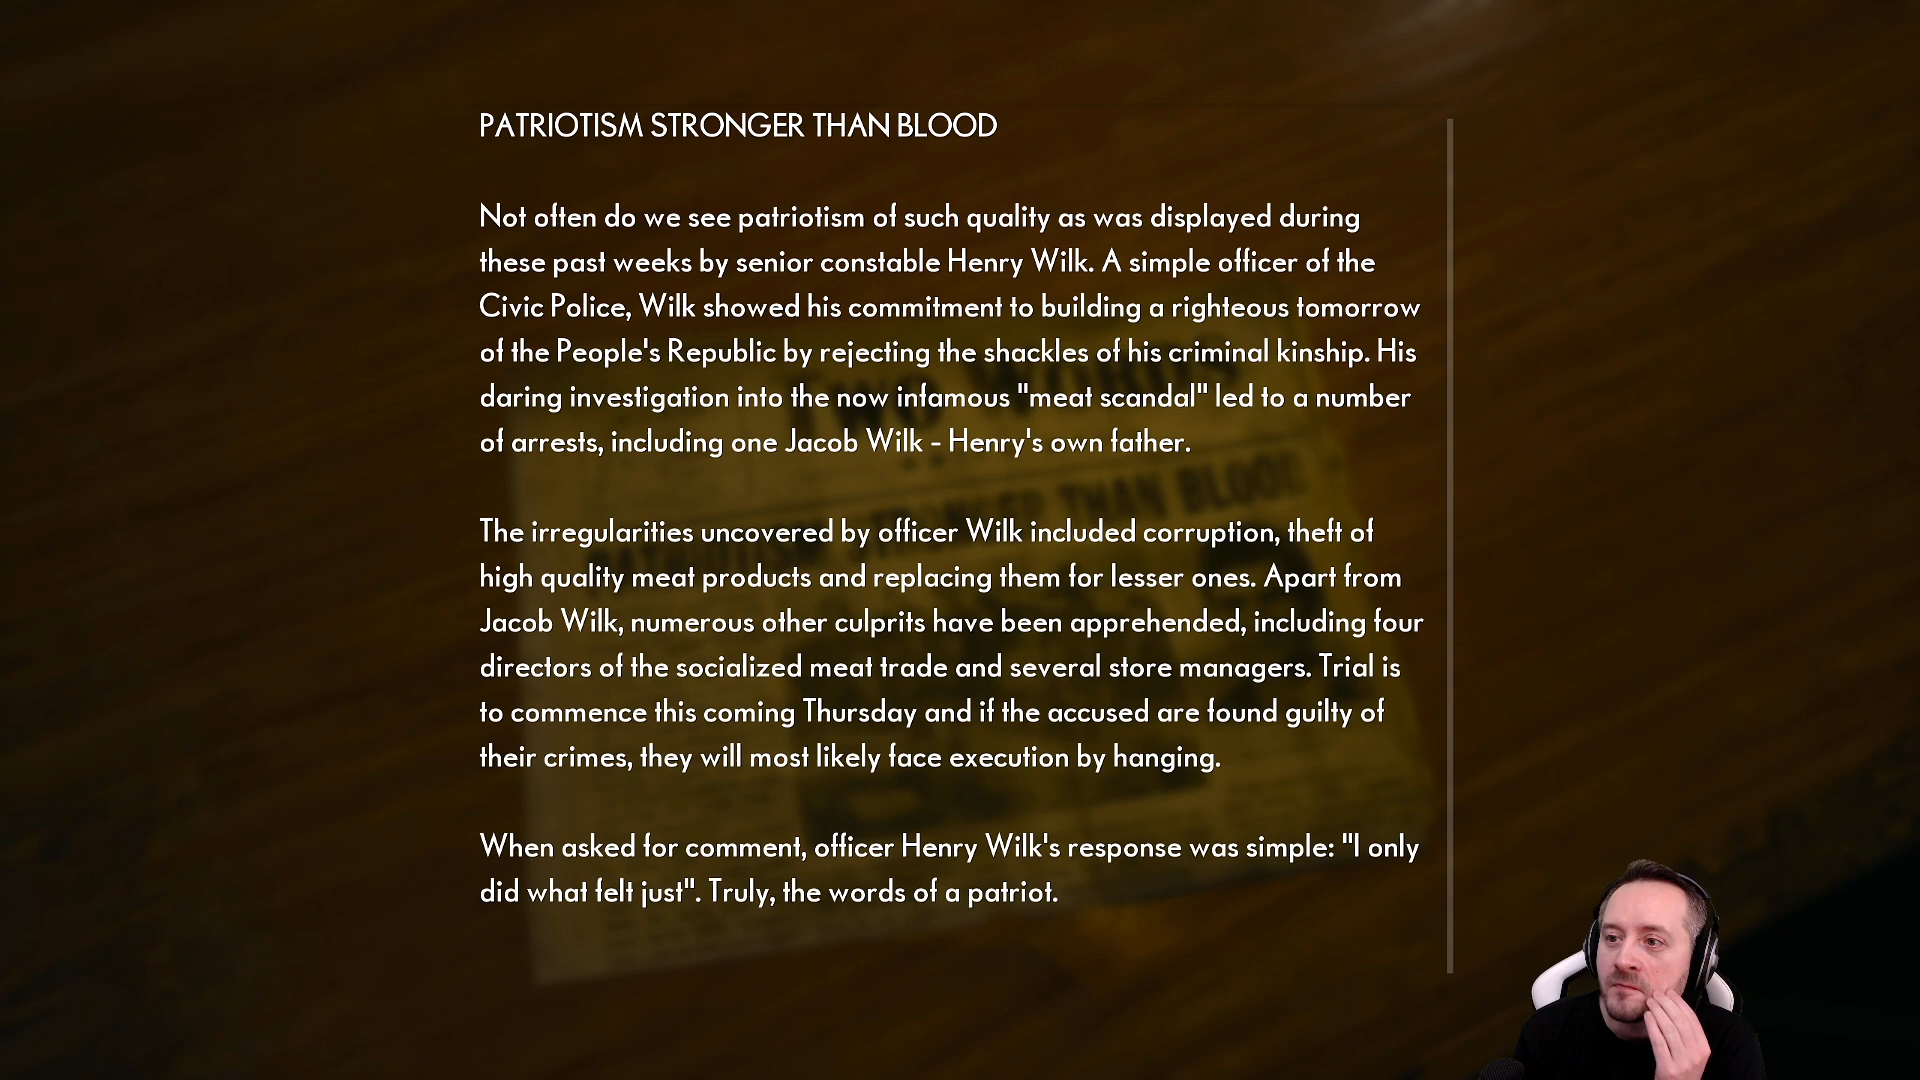 PATRIOTISM STRONGER THAN BLOOD
Not often do we see patriotism of such quality as was displayed during
these past weeks by senior constable Henry Wilk. A simple officer of the
Civic Police, Wilk showed his commitment to building a righteous tomorrow
of the People's Republic by rejecting the shackles of his criminal kinship. His
daring investigation into the now infamous "meat scandal" led to a number
of arrests, including one Jacob Wilk - Henry's own father.
The irregularities uncovered by officer Wilk included corruption, theft of
high quality meat products and replacing them for lesser ones. Apart from
Jacob Wilk, numerous other culprits have been apprehended, including four
directors of the socialized meat trade and several store managers. Trial is
to commence this coming Thursday and if the accused are found guilty of
their crimes, they will most likely face execution by hanging.
When asked for comment, officer Henry Wilk's response was simple: "I only
did what felt just". Truly, the words of a patriot.